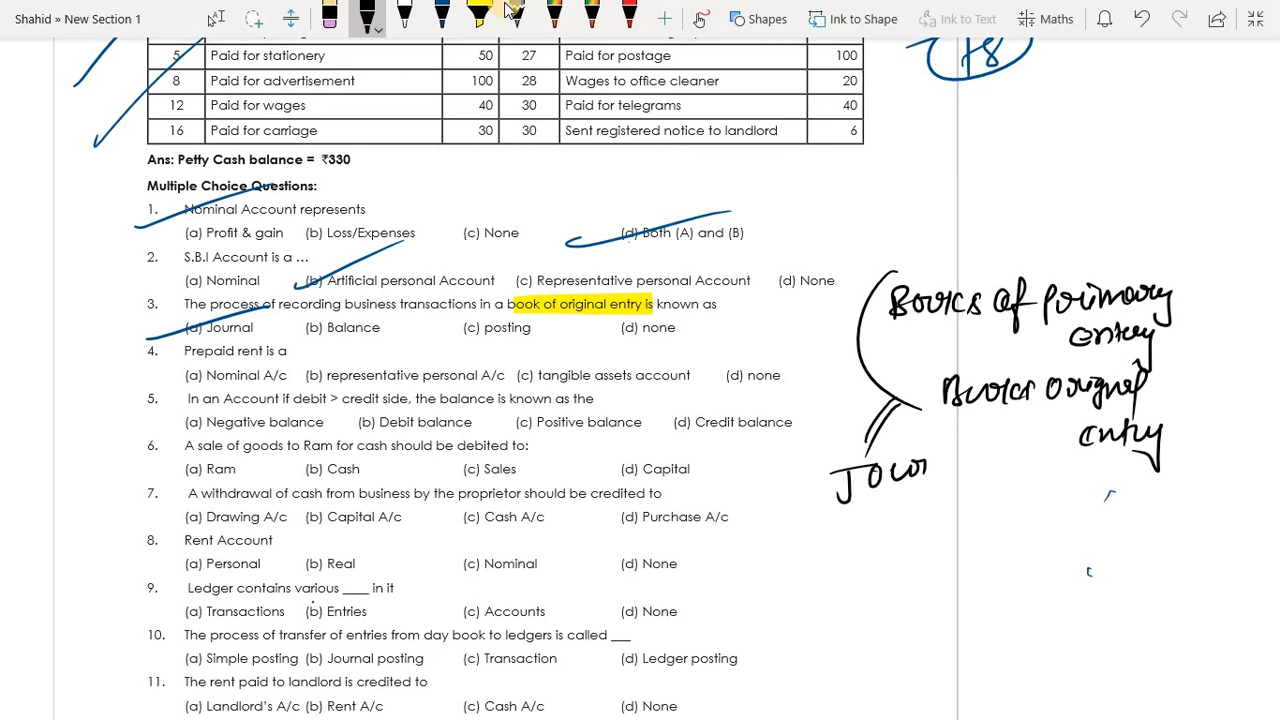 Shahid » New Section 1
Shapes
Ink to Shape
Ink to Text
Maths
5 Paid for stationery 50 27 Paid for postage 100
8 Paid for advertisement 100 28 Wages to office cleaner 20
12 Paid for wages 40 30 Paid for telegrams 40
16 Paid for carriage 30 30 Sent registered notice to landlord 6
Ans: Petty Cash balance = ₹330
Multiple Choice Questions:
1. Nominal Account represents
(a) Profit & gain (b) Loss/Expenses (c) None (d) Both (A) and (B)
2. S.B.I Account is a ...
(a) Nominal (b) Artificial personal Account (c) Representative personal Account (d) None
3. The process of recording business transactions in a book of original entry is known as
(a) Journal (b) Balance (c) posting (d) none
4. Prepaid rent is a
(a) Nominal A/c (b) representative personal A/c (c) tangible assets account (d) none
5. In an Account if debit > credit side, the balance is known as the
(a) Negative balance (b) Debit balance (c) Positive balance (d) Credit balance
6. A sale of goods to Ram for cash should be debited to:
(a) Ram (b) Cash (c) Sales (d) Capital
7. A withdrawal of cash from business by the proprietor should be credited to
(a) Drawing A/c (b) Capital A/c (c) Cash A/c (d) Purchase A/c
8. Rent Account
(a) Personal (b) Real (c) Nominal (d) None
9. Ledger contains various ____ in it
(a) Transactions (b) Entries (c) Accounts (d) None
10. The process of transfer of entries from day book to ledgers is called ___
(a) Simple posting (b) Journal posting (c) Transaction (d) Ledger posting
11. The rent paid to landlord is credited to
(a) Landlord's A/c (b) Rent A/c (c) Cash A/c (d) None
Books of primary
entry
entry